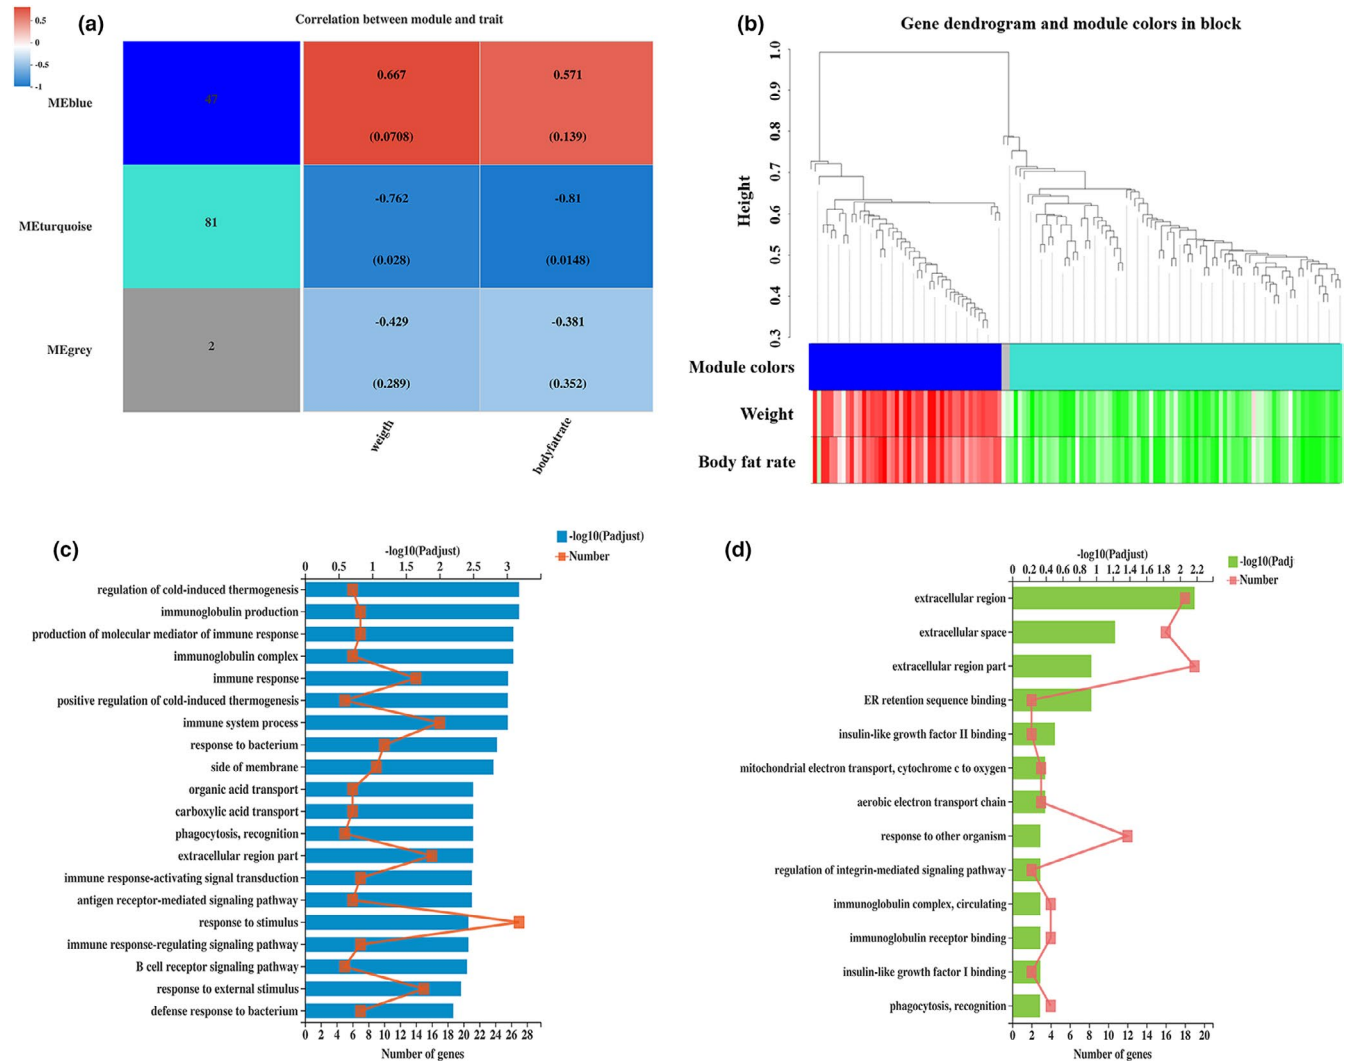 (a)
Correlation between module and trait
0.5
0
-0.5
-1
MEblue
47
0.667
(0.0708)
0.571
(0.139)
MEturquoise
81
-0.762
(0.028)
-0.81
(0.0148)
MEgrey
2
-0.429
(0.289)
-0.381
(0.352)
weigth
bodyfatrate
(b)
Gene dendrogram and module colors in block
Height
1.0
0.9
0.8
0.7
0.6
0.5
0.4
0.3
Module colors
Weight
Body fat rate
(c)
-log10(Padjust)
Number
-log10(Padjust)
0 0.5 1 1.5 2 2.5 3
regulation of cold-induced thermogenesis
immunoglobulin production
production of molecular mediator of immune response
immunoglobulin complex
immune response
positive regulation of cold-induced thermogenesis
immune system process
response to bacterium
side of membrane
organic acid transport
carboxylic acid transport
phagocytosis, recognition
extracellular region part
immune response-activating signal transduction
antigen receptor-mediated signaling pathway
response to stimulus
immune response-regulating signaling pathway
B cell receptor signaling pathway
response to external stimulus
defense response to bacterium
0 2 4 6 8 10 12 14 16 18 20 22 24 26 28
Number of genes
(d)
-log10(Padjust)
-log10(Padj
Number
0 0.2 0.4 0.6 0.8 1 1.2 1.4 1.6 1.8 2 2.2
extracellular region
extracellular space
extracellular region part
ER retention sequence binding
insulin-like growth factor II binding
mitochondrial electron transport, cytochrome c to oxygen
aerobic electron transport chain
response to other organism
regulation of integrin-mediated signaling pathway
immunoglobulin complex, circulating
immunoglobulin receptor binding
insulin-like growth factor I binding
phagocytosis, recognition
0 2 4 6 8 10 12 14 16 18 20
Number of genes